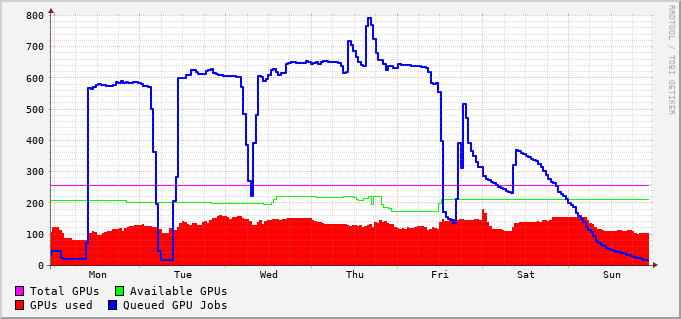 800
700
600
500
400
300
200
100
0
Mon Tue Wed Thu Fri Sat Sun
Total GPUs Available GPUs
GPUs used Queued GPU Jobs
RRDTOOL / TOBI OETIKER